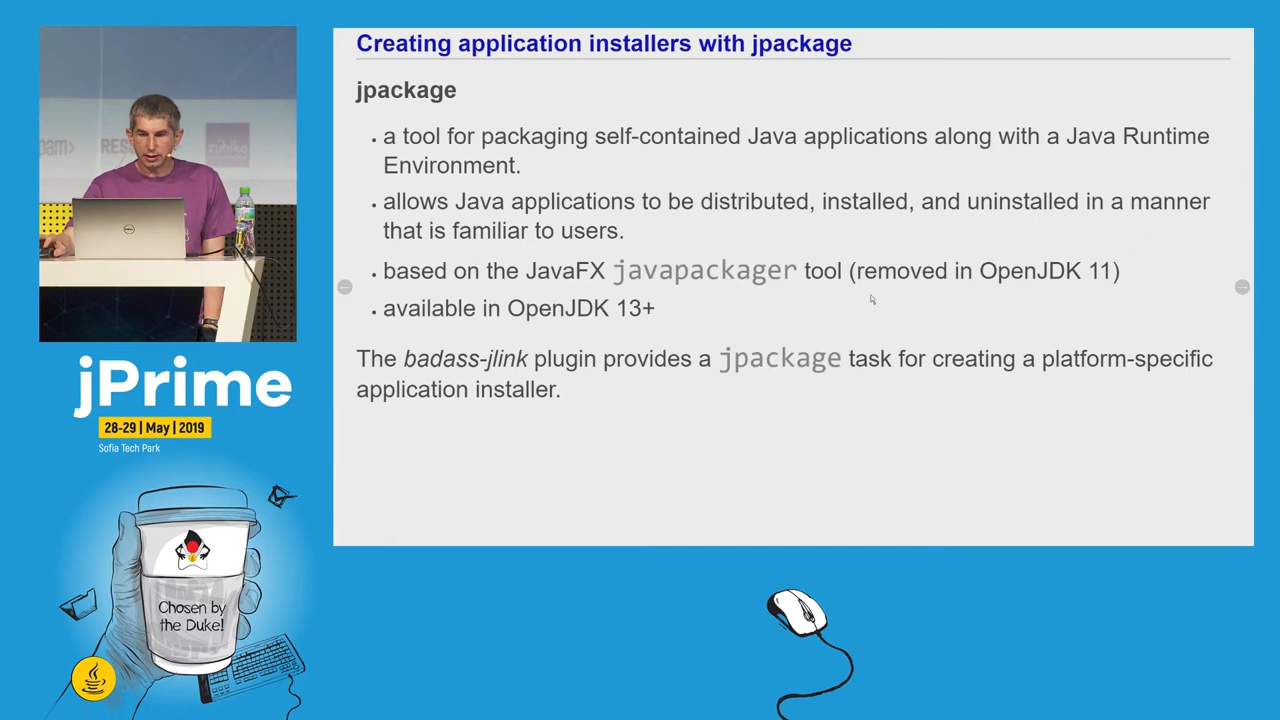 Creating application installers with jpackage
jpackage
• a tool for packaging self-contained Java applications along with a Java Runtime
Environment.
• allows Java applications to be distributed, installed, and uninstalled in a manner
that is familiar to users.
• based on the JavaFX javapackager tool (removed in OpenJDK 11)
• available in OpenJDK 13+
The badass-jlink plugin provides a jpackage task for creating a platform-specific
application installer.
zühlke
DELL
jPrime
28-29 | May | 2019
Sofia Tech Park
Chosen by
the Duke!